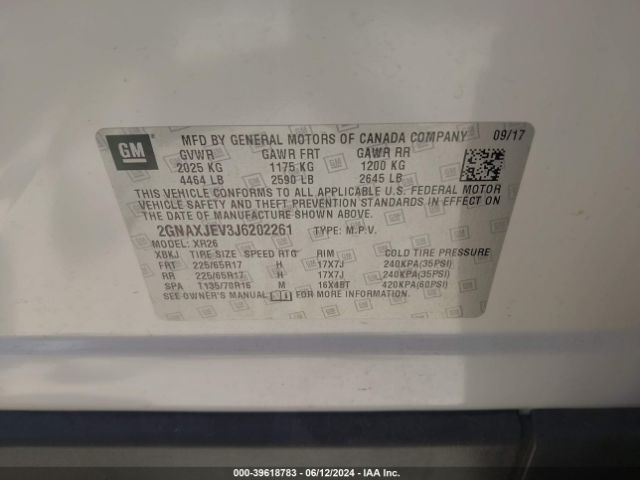 GM
MFD BY GENERAL MOTORS OF CANADA COMPANY 09/17
GVWR GAWR FRT GAWR RR
2025 KG 1175 KG 1200 KG
4464 LB 2590 LB 2645 LB
THIS VEHICLE CONFORMS TO ALL APPLICABLE U.S. FEDERAL MOTOR
VEHICLE SAFETY AND THEFT PREVENTION STANDARDS IN EFFECT ON
THE DATE OF MANUFACTURE SHOWN ABOVE.
2GNAXJEV3J6202261 TYPE: M.P.V.
MODEL: XR26
XBKJ TIRE SIZE SPEED RTG RIM COLD TIRE PRESSURE
FRT 225/65R17 H 17X7J 240KPA(35PSI)
RR 225/65R17 H 17X7J 240KPA(35PSI)
SPA T135/70R16 M 16X4BT 420KPA(60PSI)
SEE OWNER'S MANUAL FOR MORE INFORMATION.
000-39618783 - 06/12/2024 - IAA Inc.